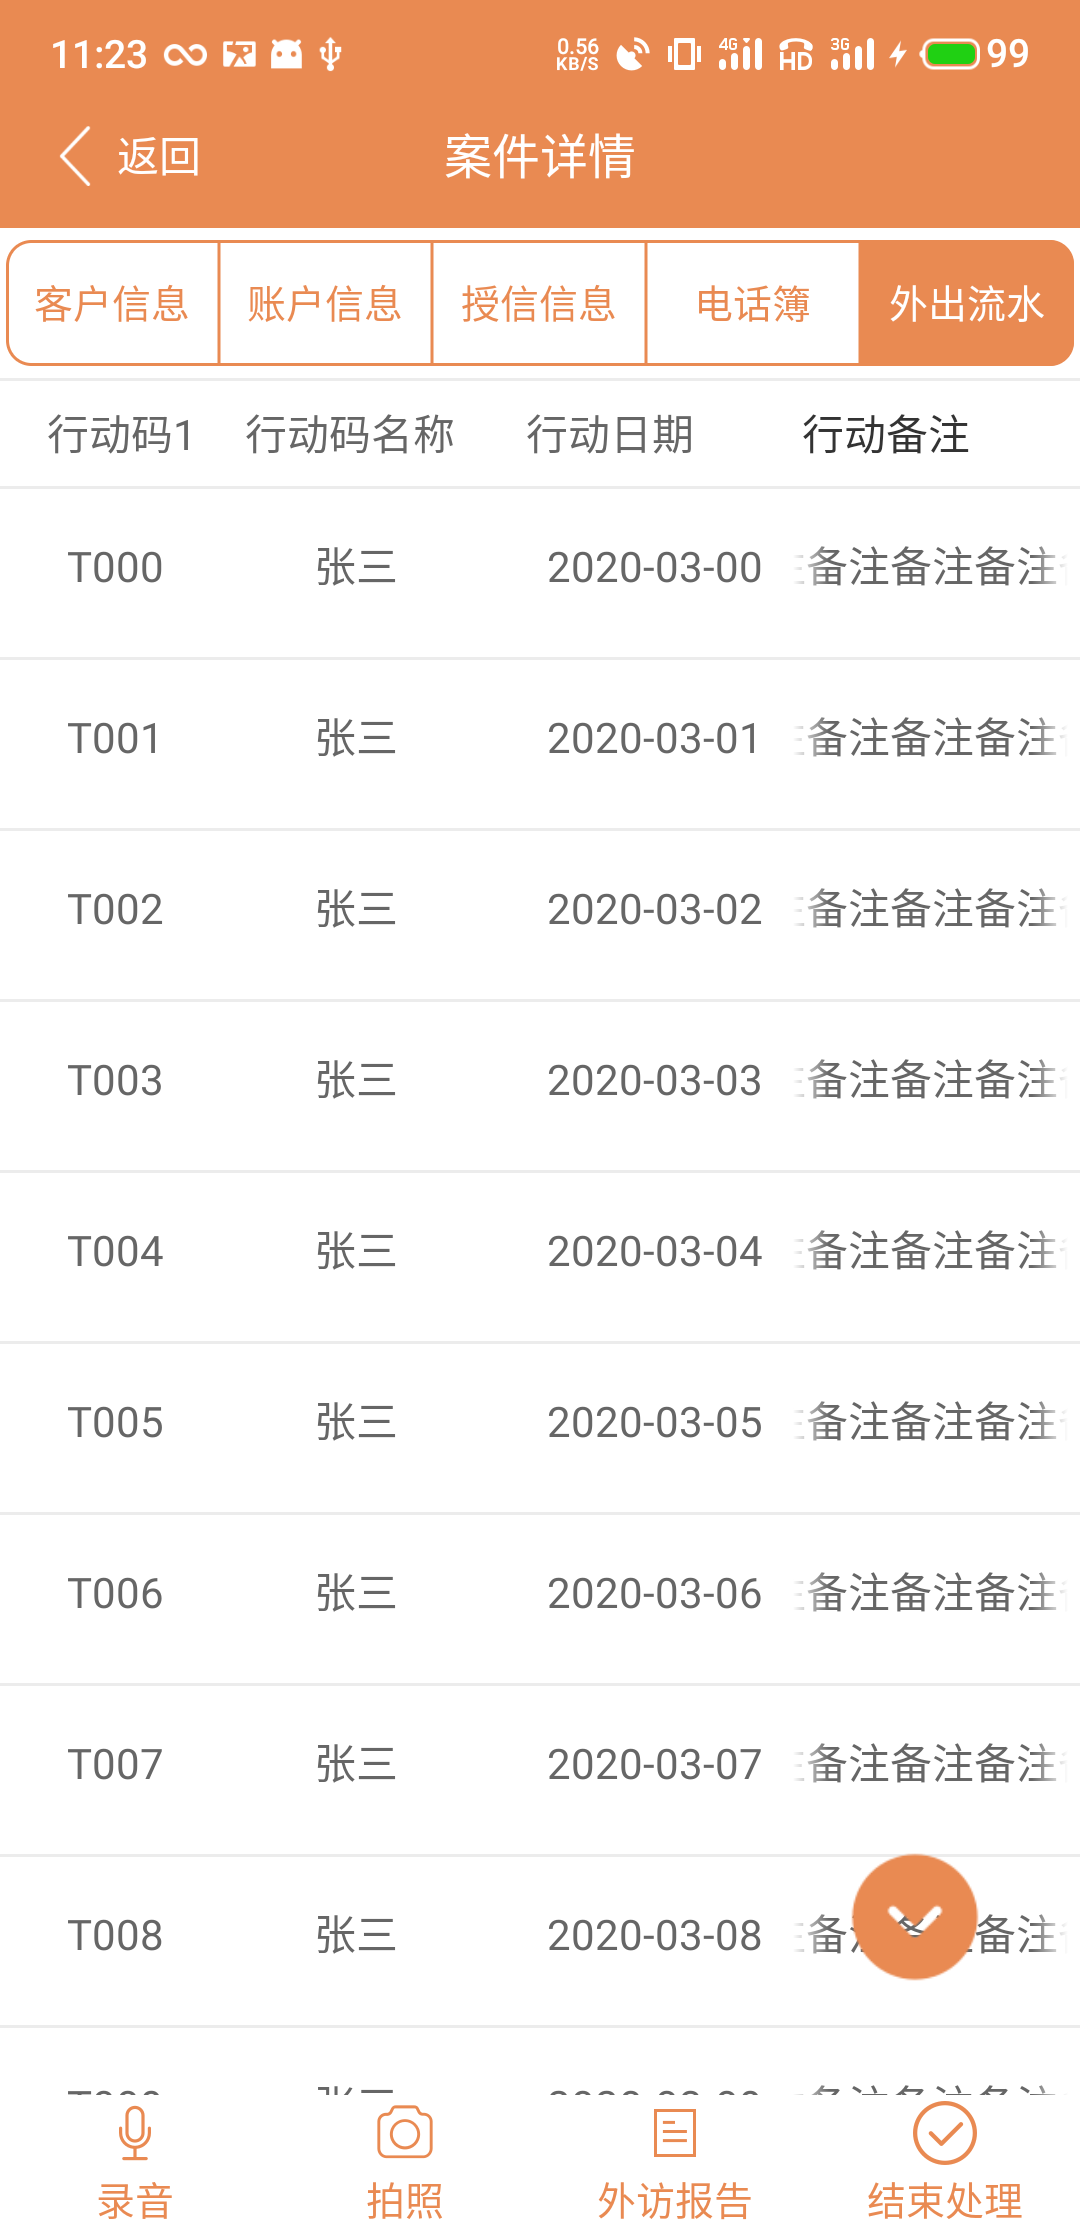 11:23 0.56 KB/S 4G HD 3G 99
返回 案件详情
客户信息 账户信息 授信信息 电话簿 外出流水
行动码1 行动码名称 行动日期 行动备注
T000 张三 2020-03-00 备注备注备注
T001 张三 2020-03-01 备注备注备注
T002 张三 2020-03-02 备注备注备注
T003 张三 2020-03-03 备注备注备注
T004 张三 2020-03-04 备注备注备注
T005 张三 2020-03-05 备注备注备注
T006 张三 2020-03-06 备注备注备注
T007 张三 2020-03-07 备注备注备注
T008 张三 2020-03-08 备注备注备注
录音 拍照 外访报告 结束处理